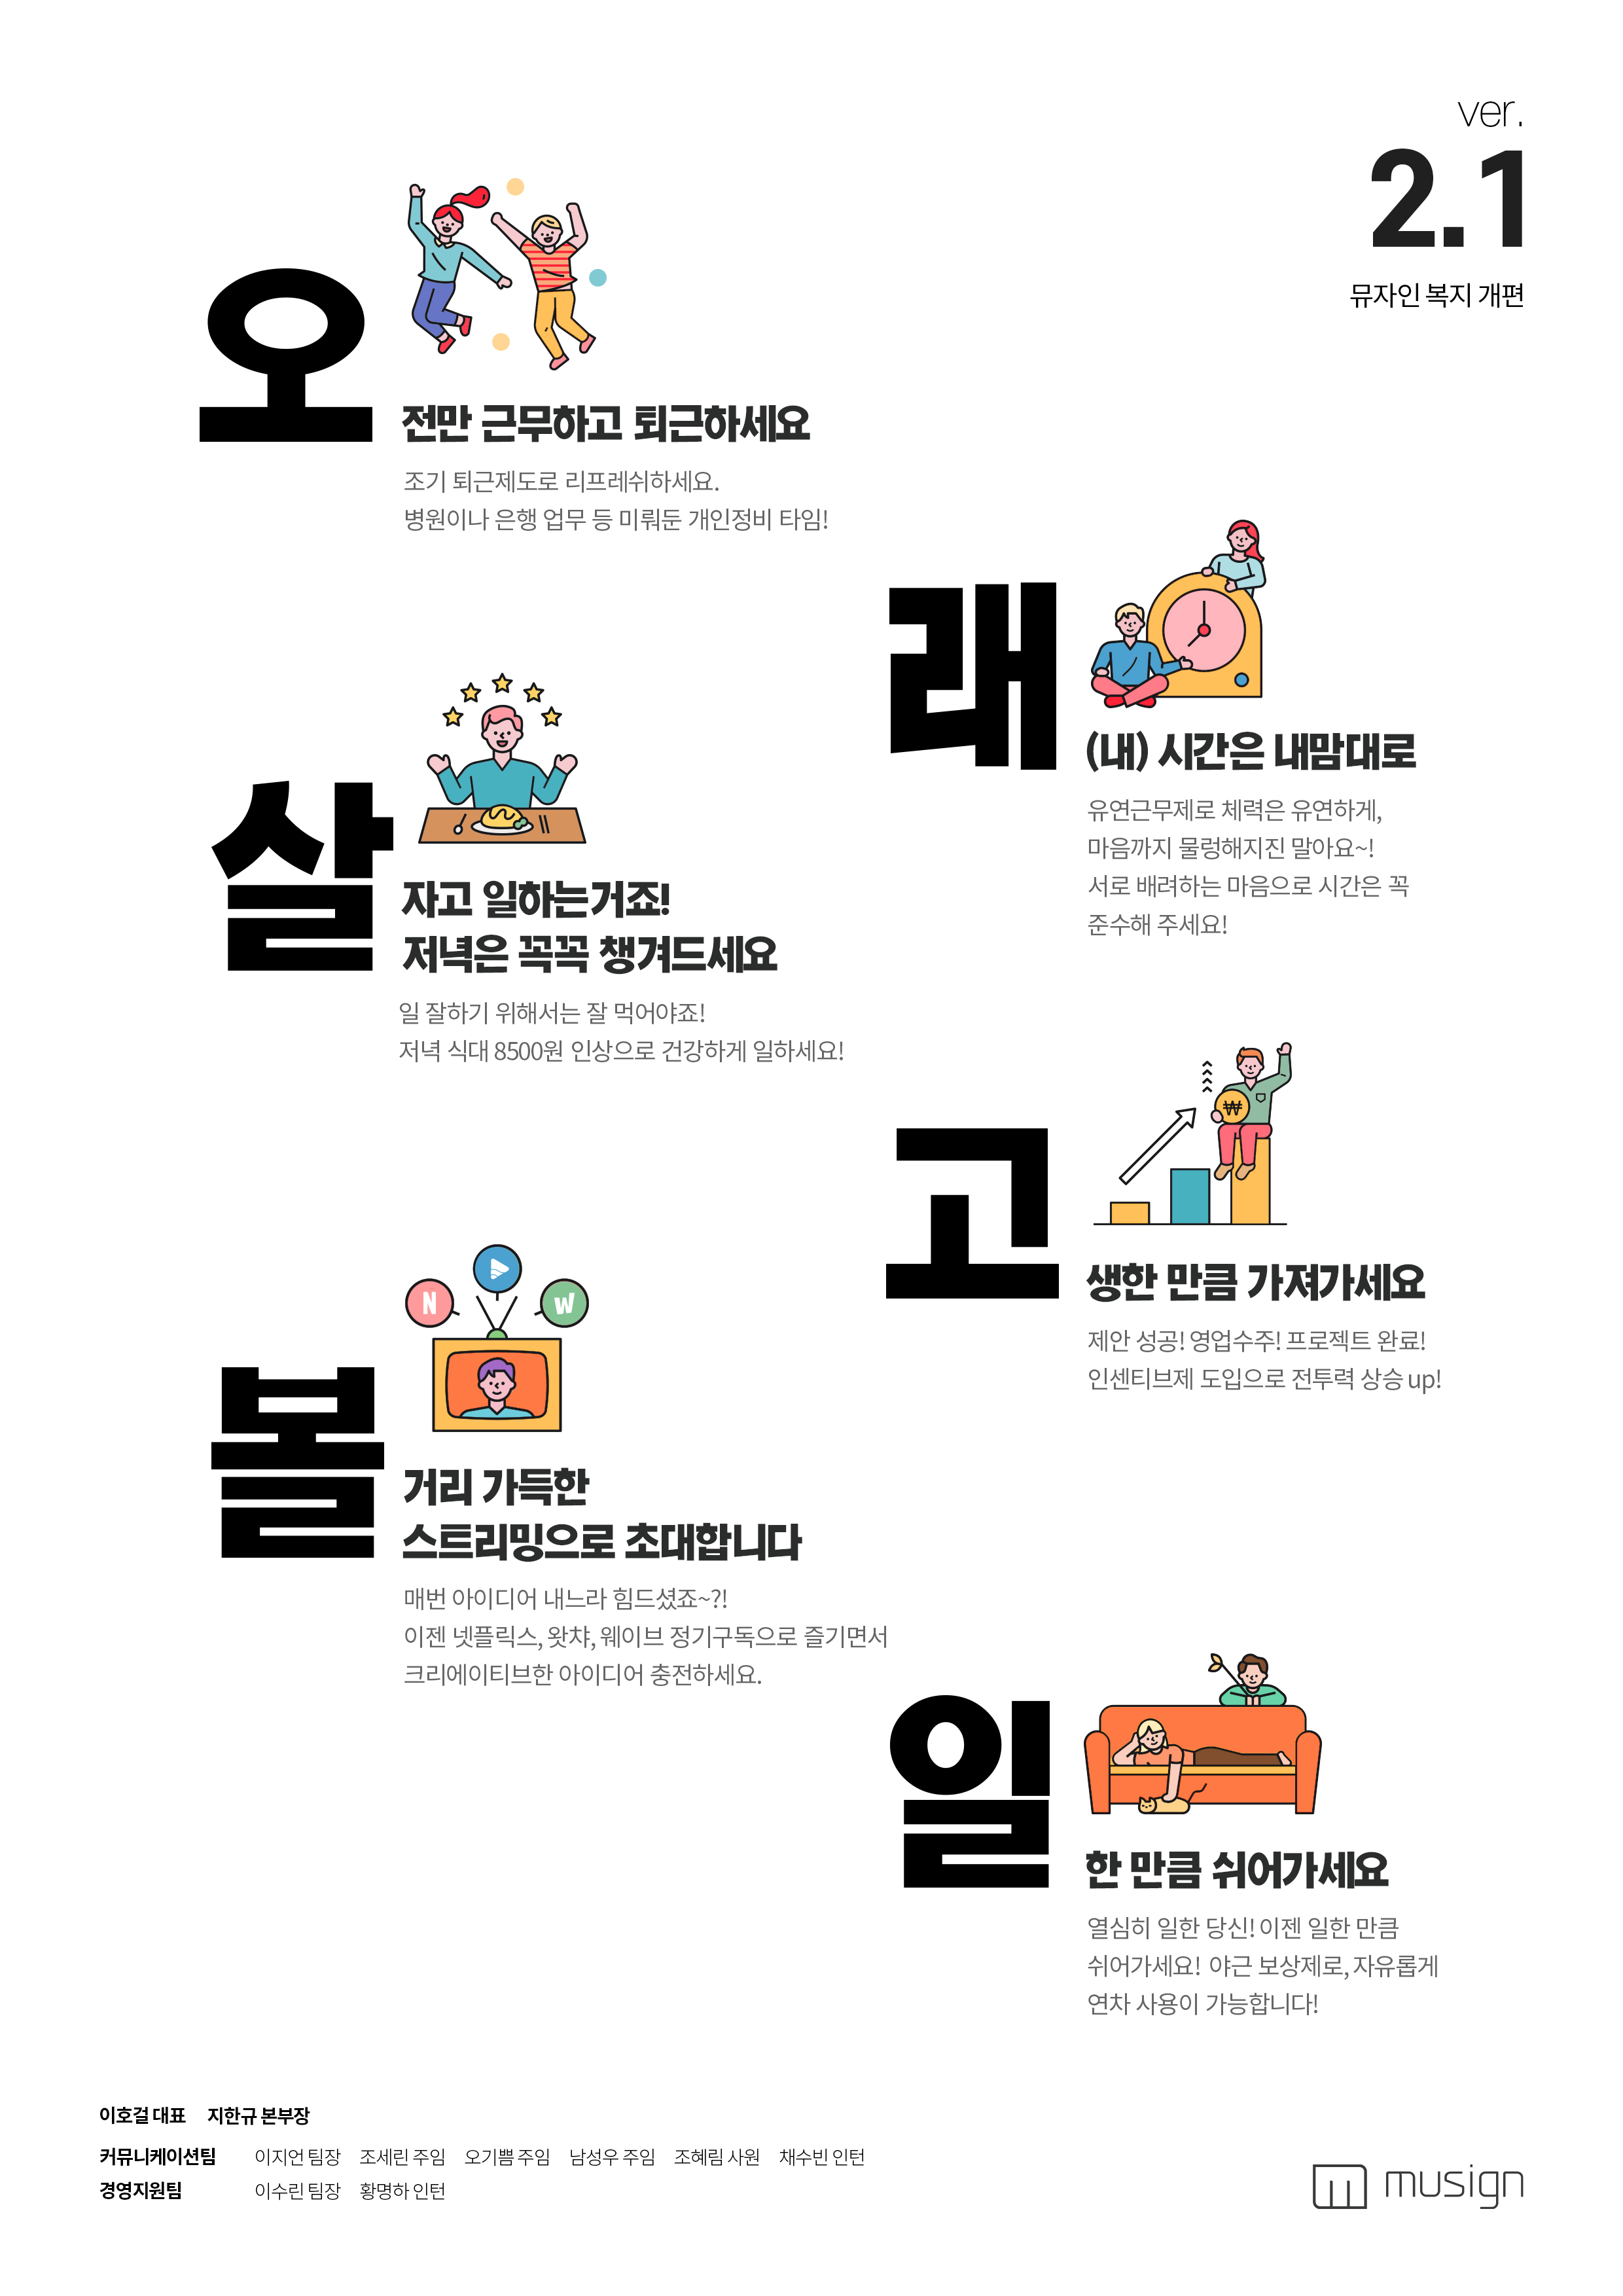 ver.
2.1
뮤자인 복지 개편
오
전만 근무하고 퇴근하세요
조기 퇴근제도로 리프레쉬하세요.
병원이나 은행 업무 등 미뤄둔 개인정비 타임!
래
(내) 시간은 내맘대로
유연근무제로 체력은 유연하게,
마음까지 물렁해지진 말아요~!
서로 배려하는 마음으로 시간은 꼭
준수해 주세요!
살
자고 일하는거죠!
저녁은 꼭꼭 챙겨드세요
일 잘하기 위해서는 잘 먹어야죠!
저녁 식대 8500원 인상으로 건강하게 일하세요!
₩
고
생한 만큼 가져가세요
제안 성공! 영업수주! 프로젝트 완료!
인센티브제 도입으로 전투력 상승 up!
N
W
볼
거리 가득한
스트리밍으로 초대합니다
매번 아이디어 내느라 힘드셨죠~?!
이젠 넷플릭스, 왓챠, 웨이브 정기구독으로 즐기면서
크리에이티브한 아이디어 충전하세요.
일
한 만큼 쉬어가세요
열심히 일한 당신! 이젠 일한 만큼
쉬어가세요! 야근 보상제로, 자유롭게
연차 사용이 가능합니다!
이호걸 대표 지한규 본부장
커뮤니케이션팀 이지언 팀장 조세린 주임 오기쁨 주임 남성우 주임 조혜림 사원 채수빈 인턴
경영지원팀 이수린 팀장 황명하 인턴
musign